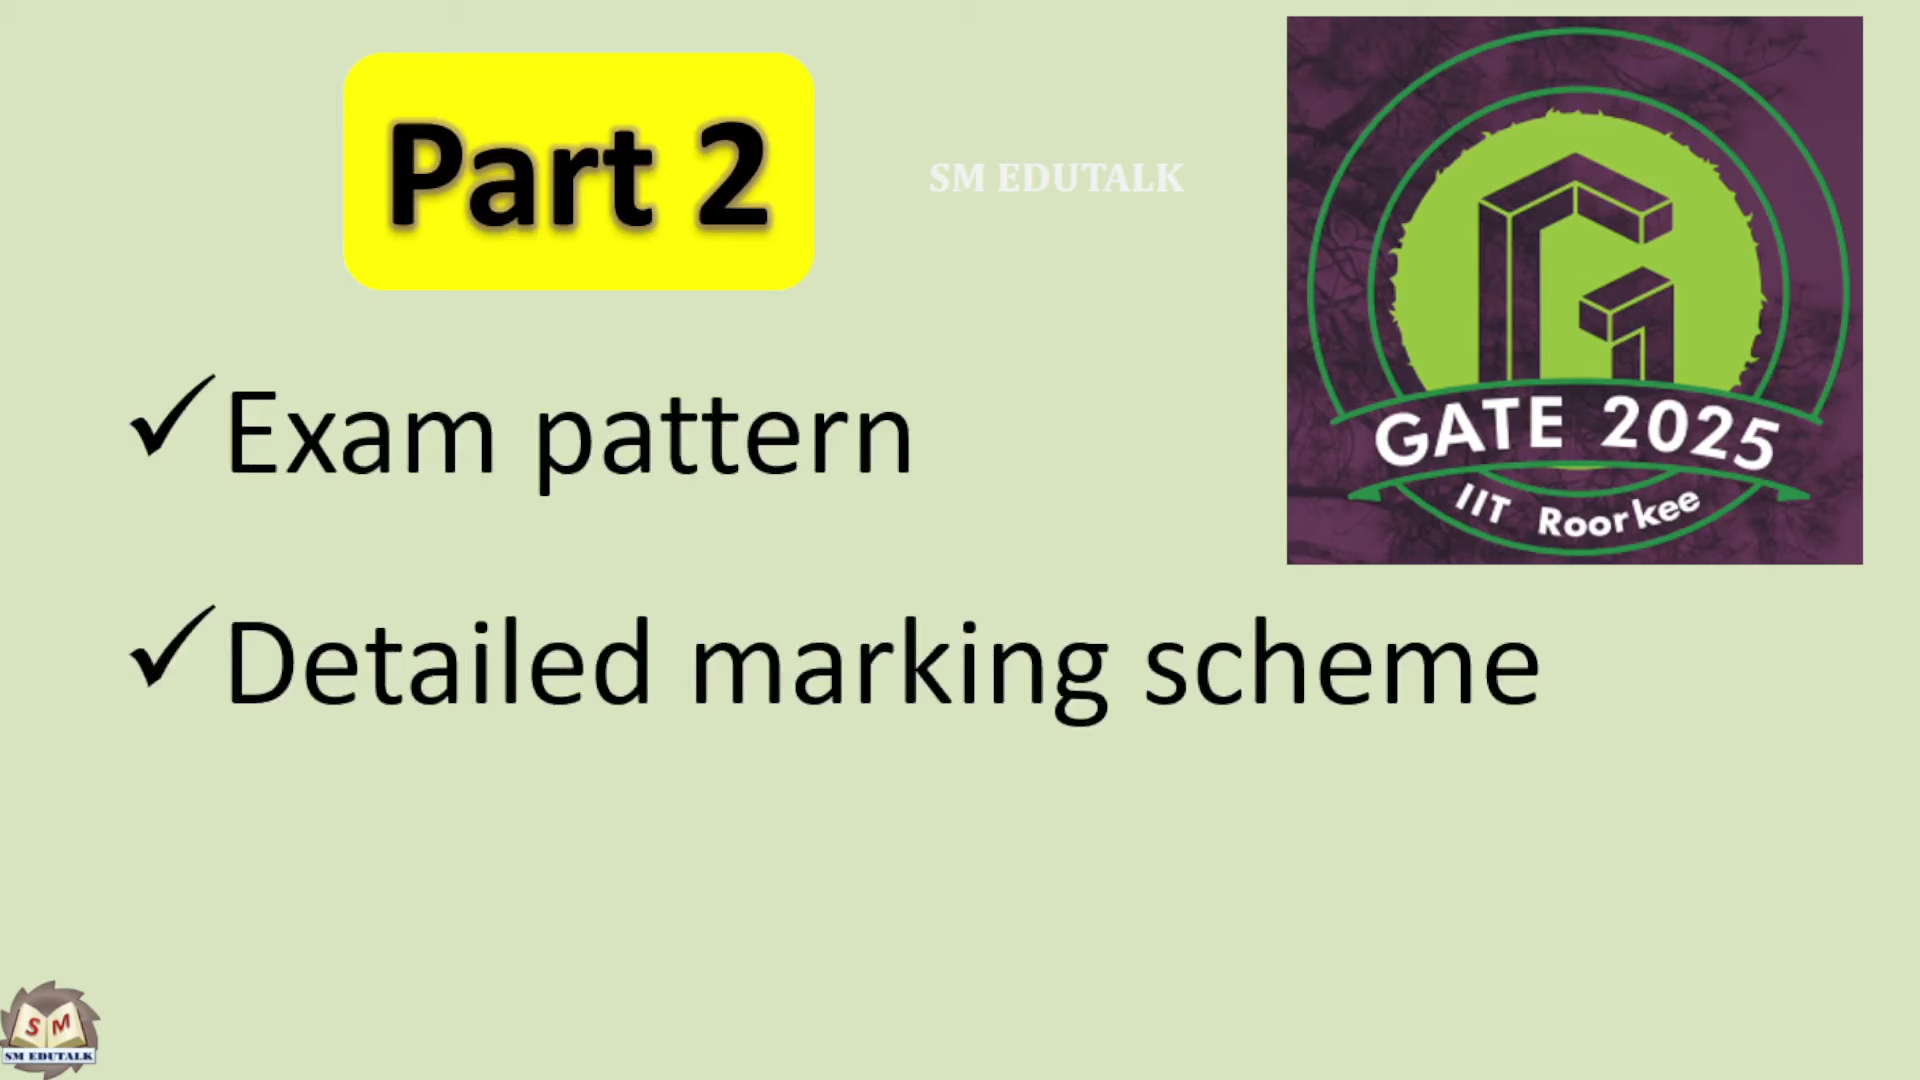 Part 2
SM EDUTALK
GATE 2025
IIT Roorkee
✓Exam pattern
✓Detailed marking scheme
S M
SM EDUTALK